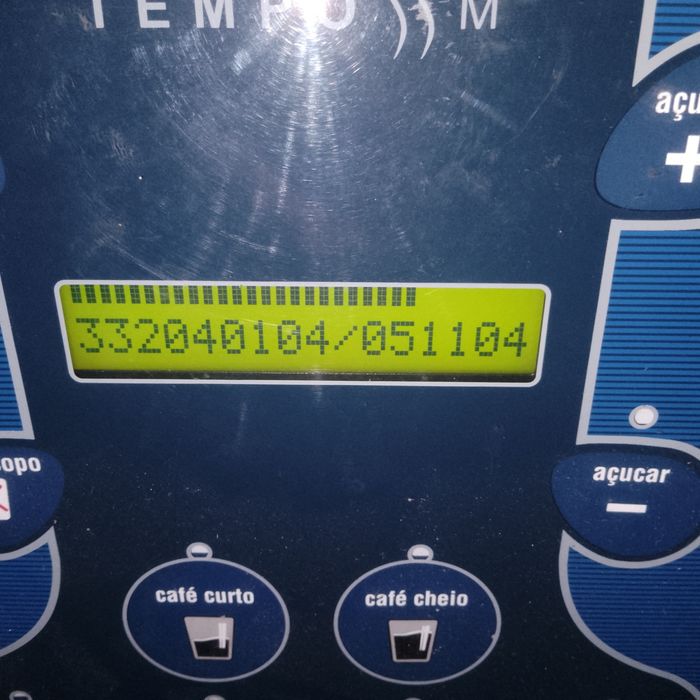 TEMPO M
açu
+
332040104/051104
opo
açucar
-
café curto
café cheio